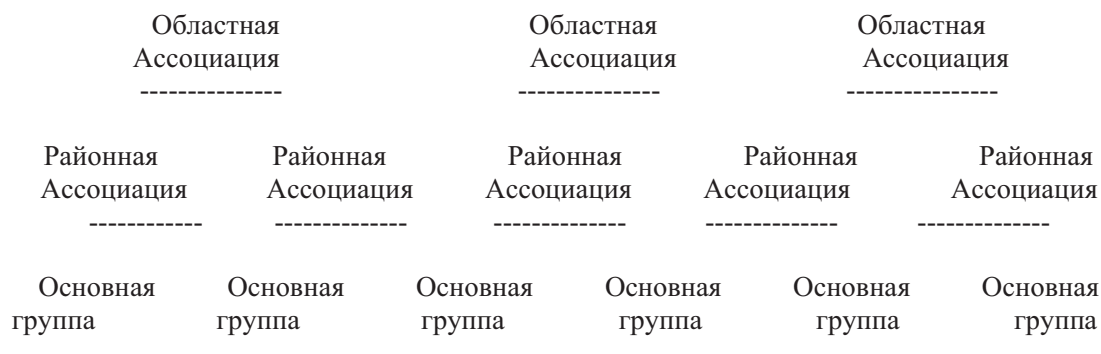 Областная Областная Областная
Ассоциация Ассоциация Ассоциация
--------------- --------------- ----------------
Районная Районная Районная Районная Районная
Ассоциация Ассоциация Ассоциация Ассоциация Ассоциация
------------ -------------- -------------- -------------- --------------
Основная Основная Основная Основная Основная Основная
группа группа группа группа группа группа